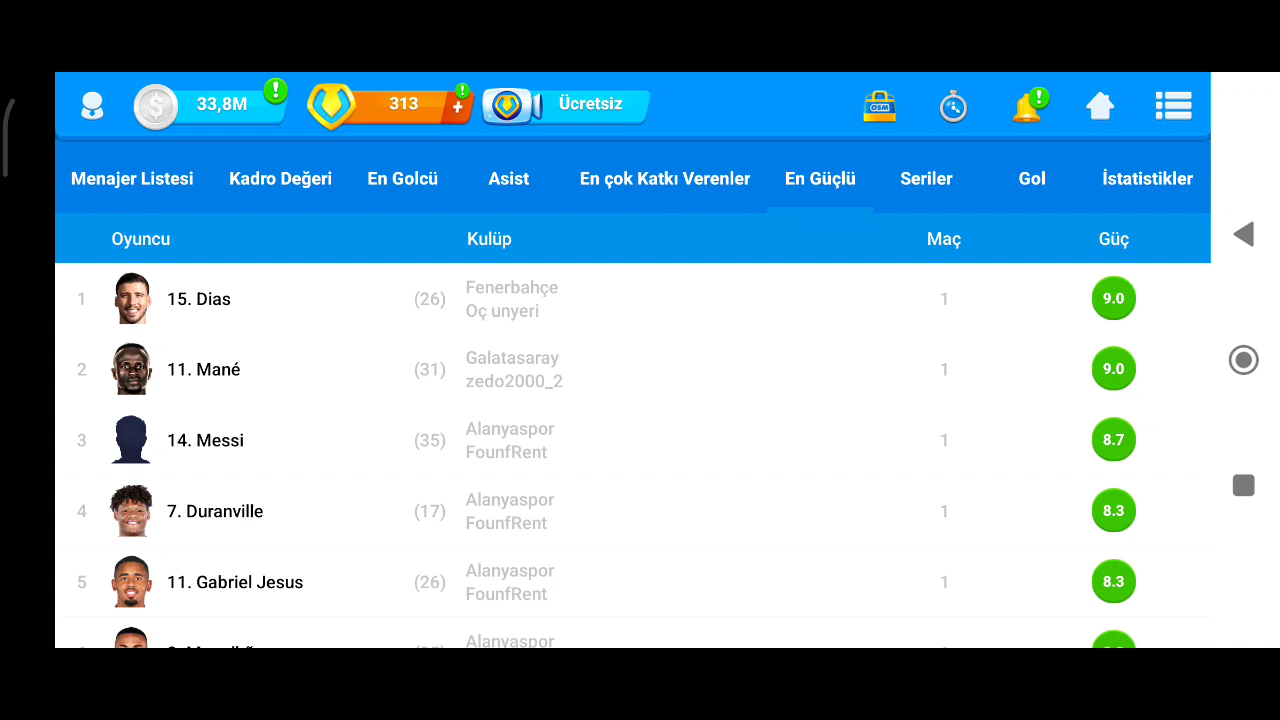 33,8M
313
+
Ücretsiz
OSM
Menajer Listesi Kadro Değeri En Golcü Asist En çok Katkı Verenler En Güçlü Seriler Gol İstatistikler
Oyuncu Kulüp Maç Güç
1 15. Dias (26) Fenerbahçe 1 9.0
Oç unyeri
2 11. Mané (31) Galatasaray 1 9.0
zedo2000_2
3 14. Messi (35) Alanyaspor 1 8.7
FounfRent
4 7. Duranville (17) Alanyaspor 1 8.3
FounfRent
5 11. Gabriel Jesus (26) Alanyaspor 1 8.3
FounfRent
Alanyaspor